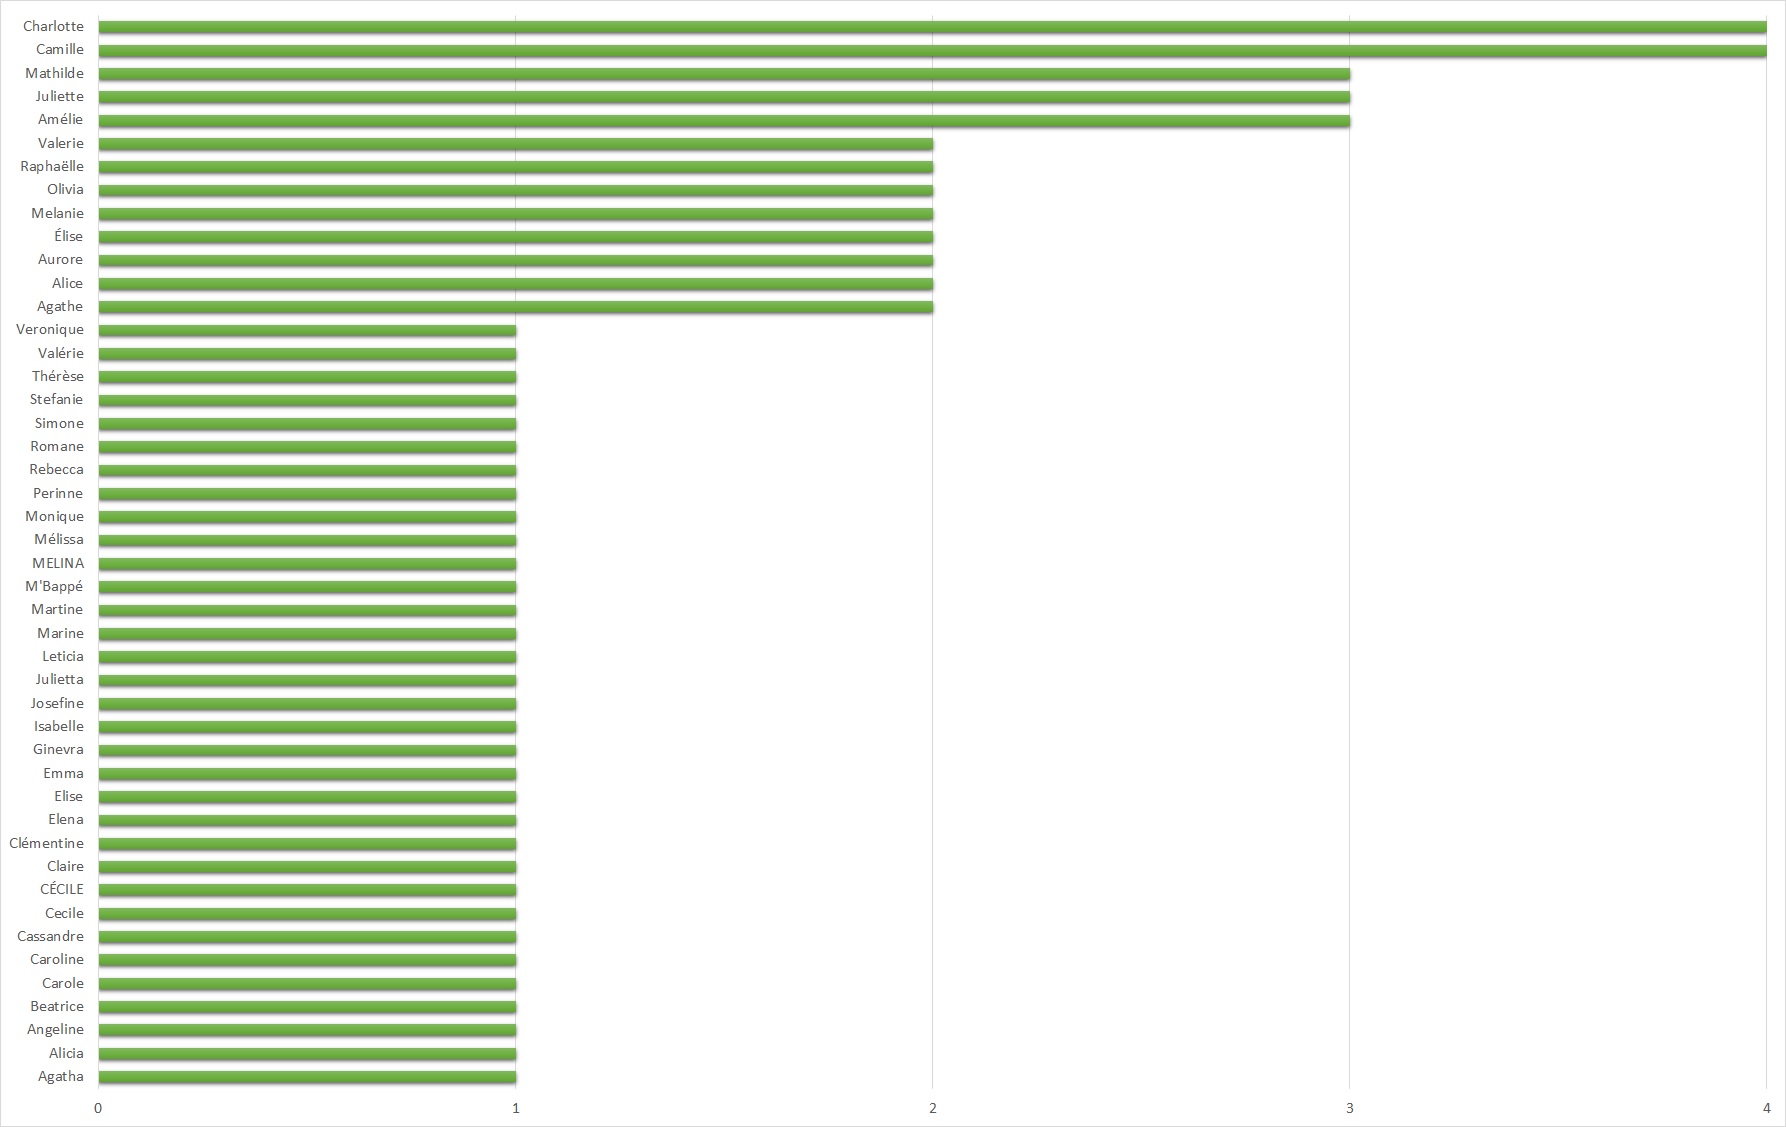 Charlotte
Camille
Mathilde
Juliette
Amélie
Valerie
Raphaëlle
Olivia
Melanie
Élise
Aurore
Alice
Agathe
Veronique
Valérie
Thérèse
Stefanie
Simone
Romane
Rebecca
Perinne
Monique
Mélissa
MELINA
M'Bappé
Martine
Marine
Leticia
Julietta
Josefine
Isabelle
Ginevra
Emma
Elise
Elena
Clémentine
Claire
CÉCILE
Cecile
Cassandre
Caroline
Carole
Beatrice
Angeline
Alicia
Agatha
0 1 2 3 4